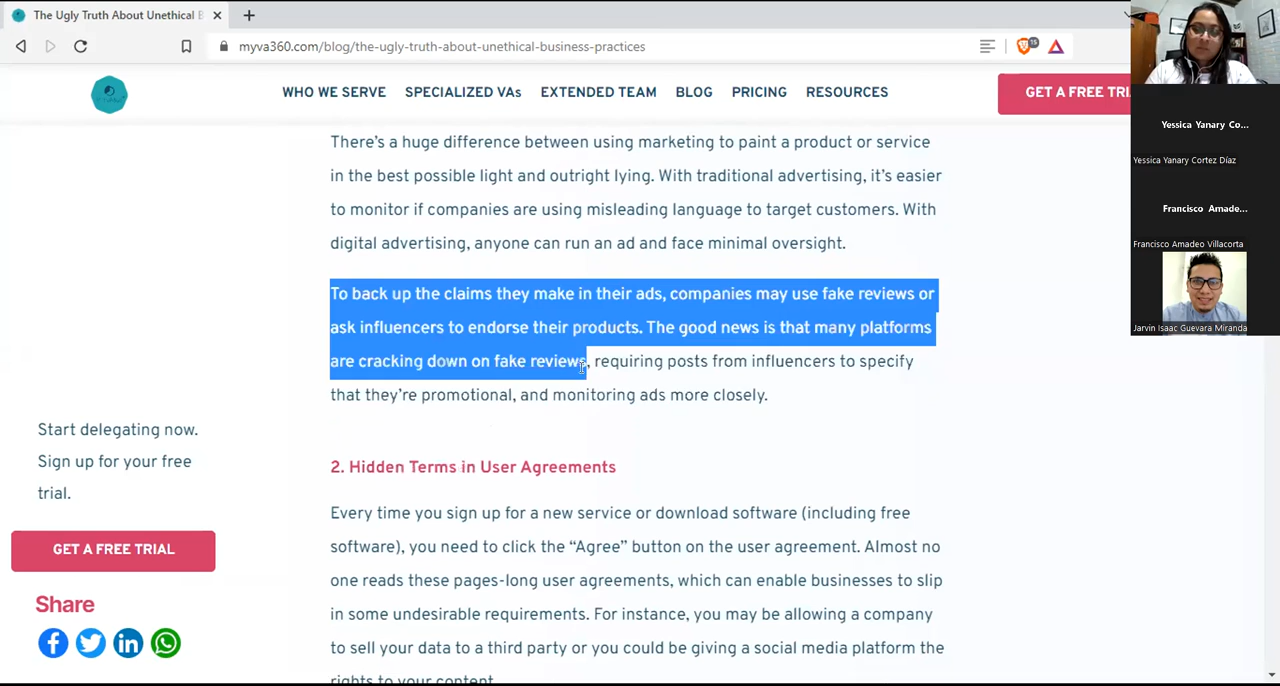 The Ugly Truth About Unethical B
myva360.com/blog/the-ugly-truth-about-unethical-business-practices
15
WHO WE SERVE SPECIALIZED VAs EXTENDED TEAM BLOG PRICING RESOURCES
GET A FREE TRI
There's a huge difference between using marketing to paint a product or service
in the best possible light and outright lying. With traditional advertising, it's easier
to monitor if companies are using misleading language to target customers. With
digital advertising, anyone can run an ad and face minimal oversight.
To back up the claims they make in their ads, companies may use fake reviews or
ask influencers to endorse their products. The good news is that many platforms
are cracking down on fake reviews, requiring posts from influencers to specify
that they're promotional, and monitoring ads more closely.
2. Hidden Terms in User Agreements
Every time you sign up for a new service or download software (including free
software), you need to click the “Agree” button on the user agreement. Almost no
one reads these pages-long user agreements, which can enable businesses to slip
in some undesirable requirements. For instance, you may be allowing a company
to sell your data to a third party or you could be giving a social media platform the
rights to your content.
Start delegating now.
Sign up for your free
trial.
GET A FREE TRIAL
Share
Yessica Yanary Co...
Yessica Yanary Cortez Díaz
Francisco Amade...
Francisco Amadeo Villacorta
Jarvin Isaac Guevara Miranda